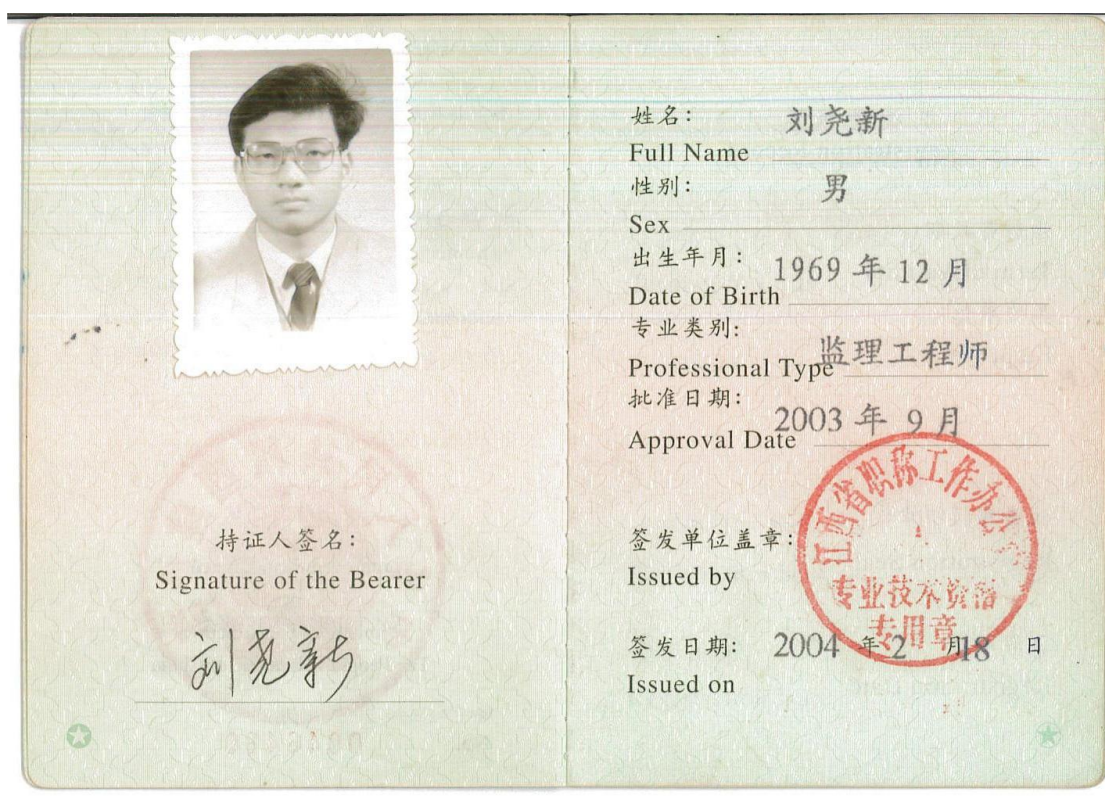 持证人签名：
Signature of the Bearer
刘尧新
姓名： 刘尧新
Full Name
性别： 男
Sex
出生年月： 1969 年 12 月
Date of Birth
专业类别： 监理工程师
Professional Type
批准日期： 2003 年 9 月
Approval Date
江西省职称工作办公
专业技术资格
专用章
签发单位盖章：
Issued by
签发日期： 2004 年 2 月 18 日
Issued on